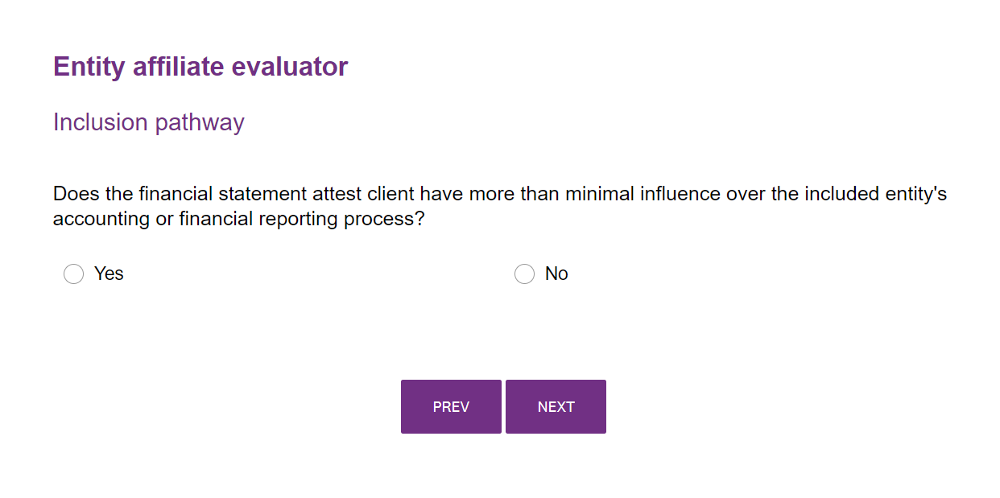 Entity affiliate evaluator
Inclusion pathway
Does the financial statement attest client have more than minimal influence over the included entity's
accounting or financial reporting process?
Yes
No
PREV
NEXT